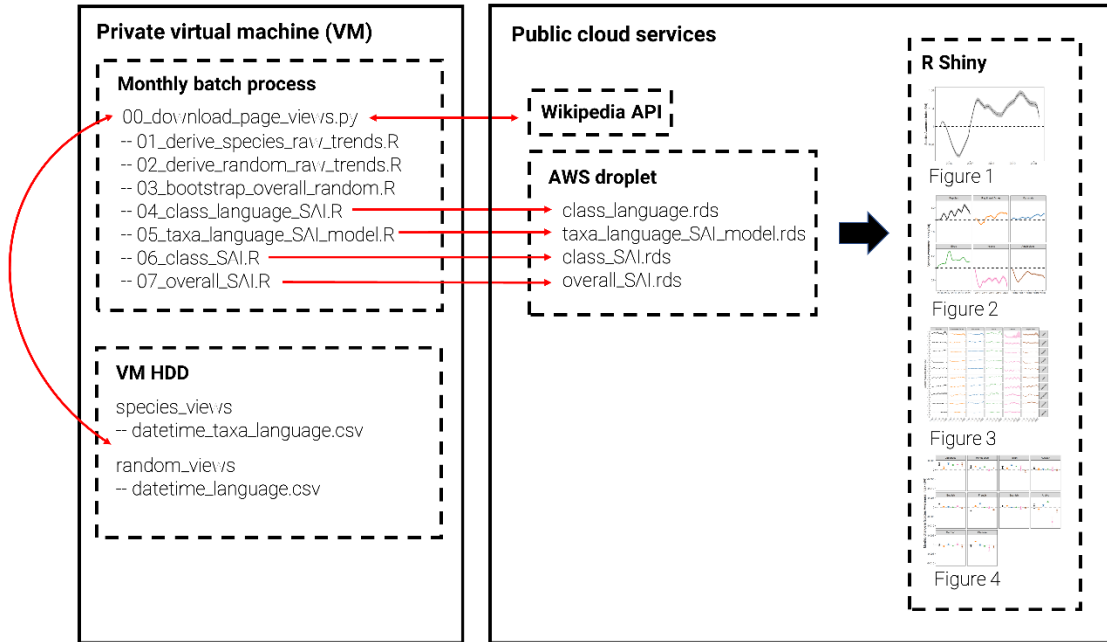 Private virtual machine (VM)
Monthly batch process
00_download_page_views.py
-- 01_derive_species_raw_trends.R
-- 02_derive_random_raw_trends.R
-- 03_bootstrap_overall_random.R
-- 04_class_language_SAI.R
-- 05_taxa_language_SAI_model.R
-- 06_class_SAI.R
-- 07_overall_SAI.R
VM HDD
species_views
-- datetime_taxa_language.csv
random_views
-- datetime_language.csv
Public cloud services
Wikipedia API
AWS droplet
class_language.rds
taxa_language_SAI_model.rds
class_SAI.rds
overall_SAI.rds
R Shiny
Figure 1
Figure 2
Figure 3
Figure 4